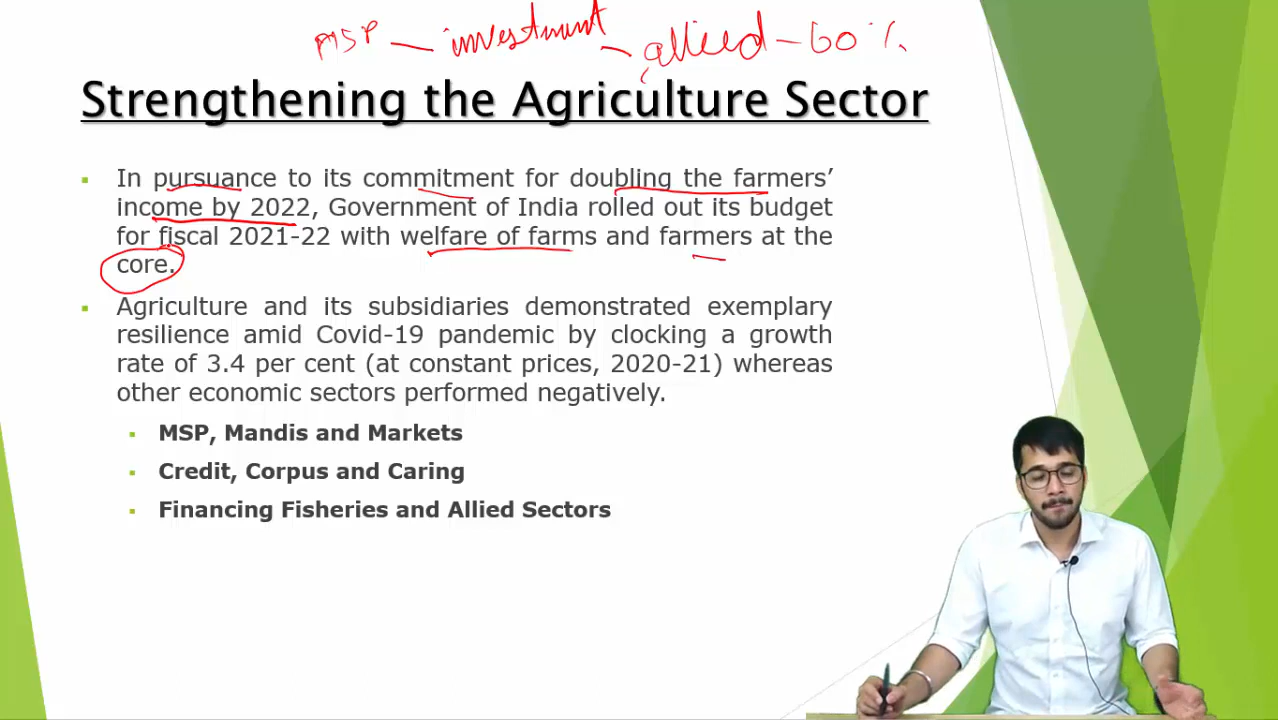 MSP – investment – allied – 60 %
Strengthening the Agriculture Sector
▪ In pursuance to its commitment for doubling the farmers’
income by 2022, Government of India rolled out its budget
for fiscal 2021-22 with welfare of farms and farmers at the
core.
▪ Agriculture and its subsidiaries demonstrated exemplary
resilience amid Covid-19 pandemic by clocking a growth
rate of 3.4 per cent (at constant prices, 2020-21) whereas
other economic sectors performed negatively.
▪ MSP, Mandis and Markets
▪ Credit, Corpus and Caring
▪ Financing Fisheries and Allied Sectors